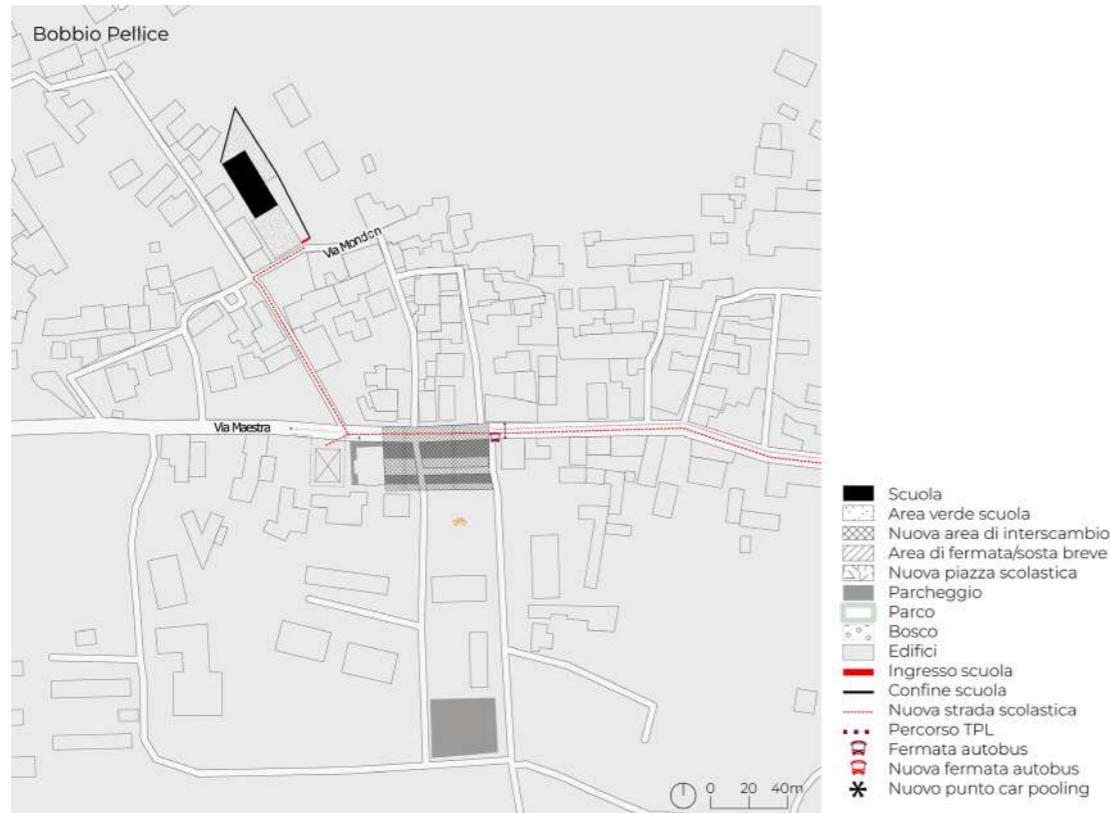 Bobbio Pellice
Via Mondon
Via Maestra
Scuola
Area verde scuola
Nuova area di interscambio
Area di fermata/sosta breve
Nuova piazza scolastica
Parcheggio
Parco
Bosco
Edifici
Ingresso scuola
Confine scuola
Nuova strada scolastica
Percorso TPL
Fermata autobus
Nuova fermata autobus
Nuovo punto car pooling
0 20 40m